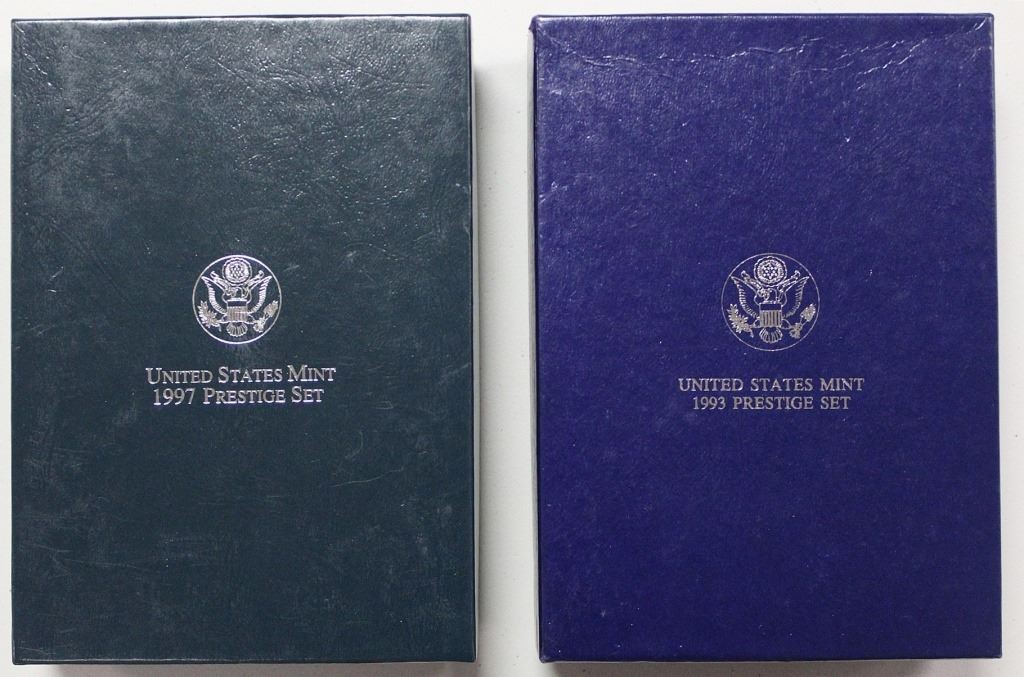 United States Mint
1997 Prestige Set
UNITED STATES MINT
1993 PRESTIGE SET